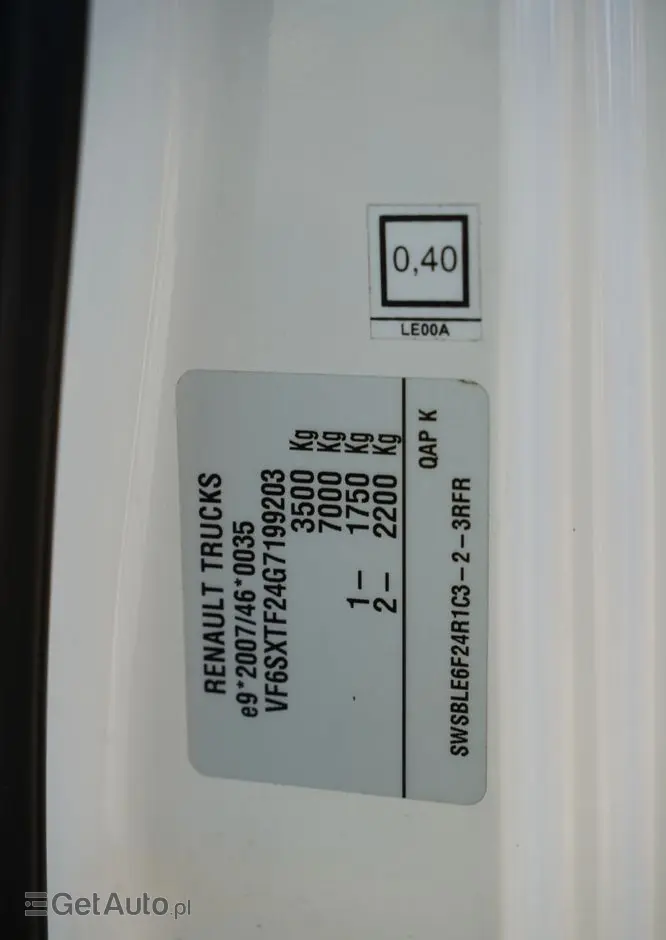 0,40
LE00A
RENAULT TRUCKS
e9*2007/46*0035
VF6SXTF24G7199203
3500 Kg
7000 Kg
1– 1750 Kg
2– 2200 Kg
QAP K
SWSBLE6F24R1C3–2–3RFR
GetAuto.pl